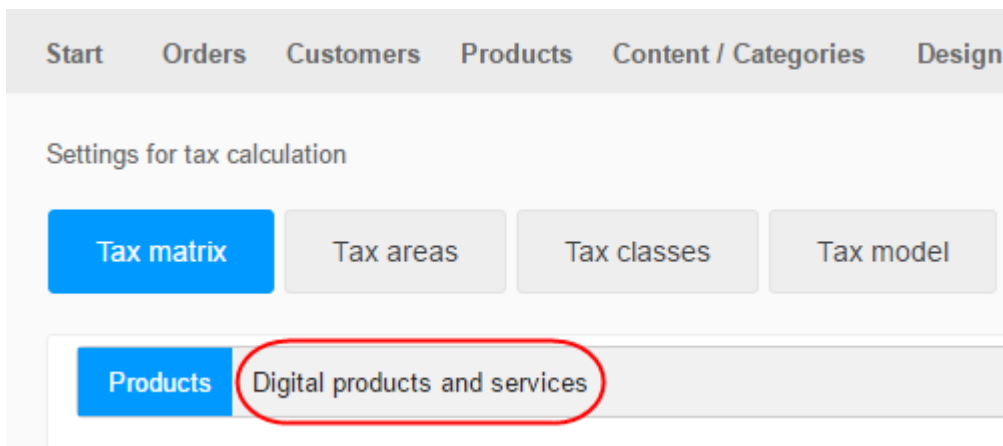 Start Orders Customers Products Content / Categories Design
Settings for tax calculation
Tax matrix Tax areas Tax classes Tax model
Products Digital products and services